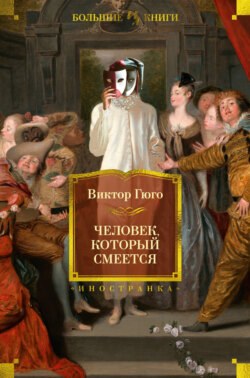 БОЛЬШИЕ КНИГИ
Виктор Гюго
ЧЕЛОВЕК,
КОТОРЫЙ
СМЕЕТСЯ
ИНОСТРАНКА